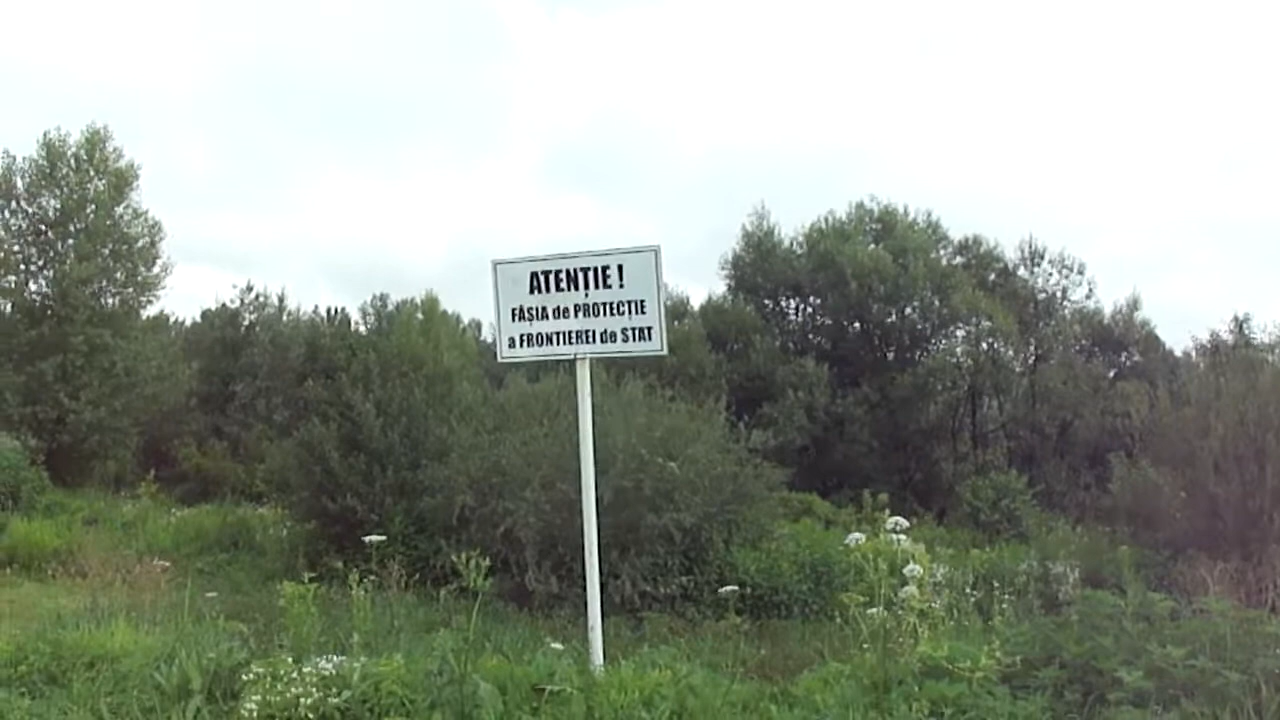 ATENȚIE !
FÂȘIA de PROTECȚIE
a FRONTIEREI de STAT